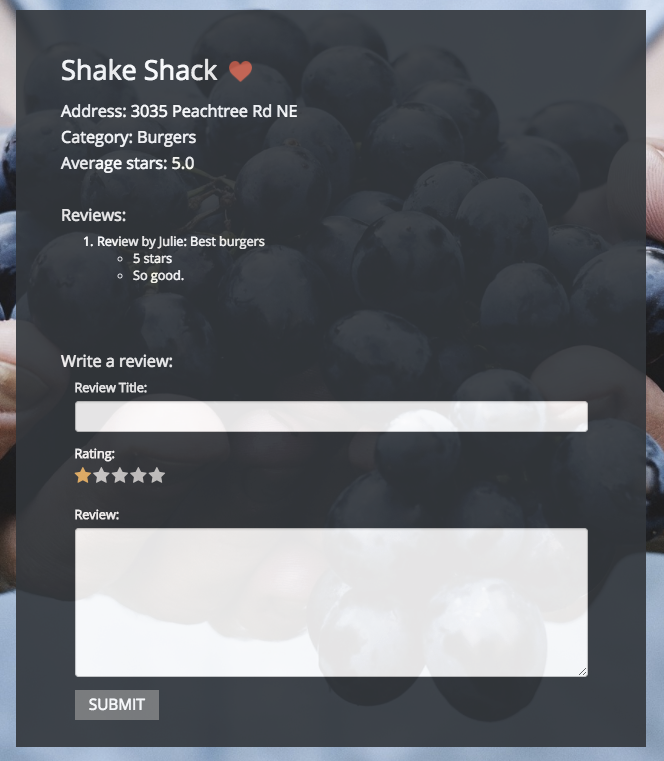 Shake Shack
Address: 3035 Peachtree Rd NE
Category: Burgers
Average stars: 5.0
Reviews:
1. Review by Julie: Best burgers
5 stars
So good.
Write a review:
Review Title:
Rating:
Review:
SUBMIT